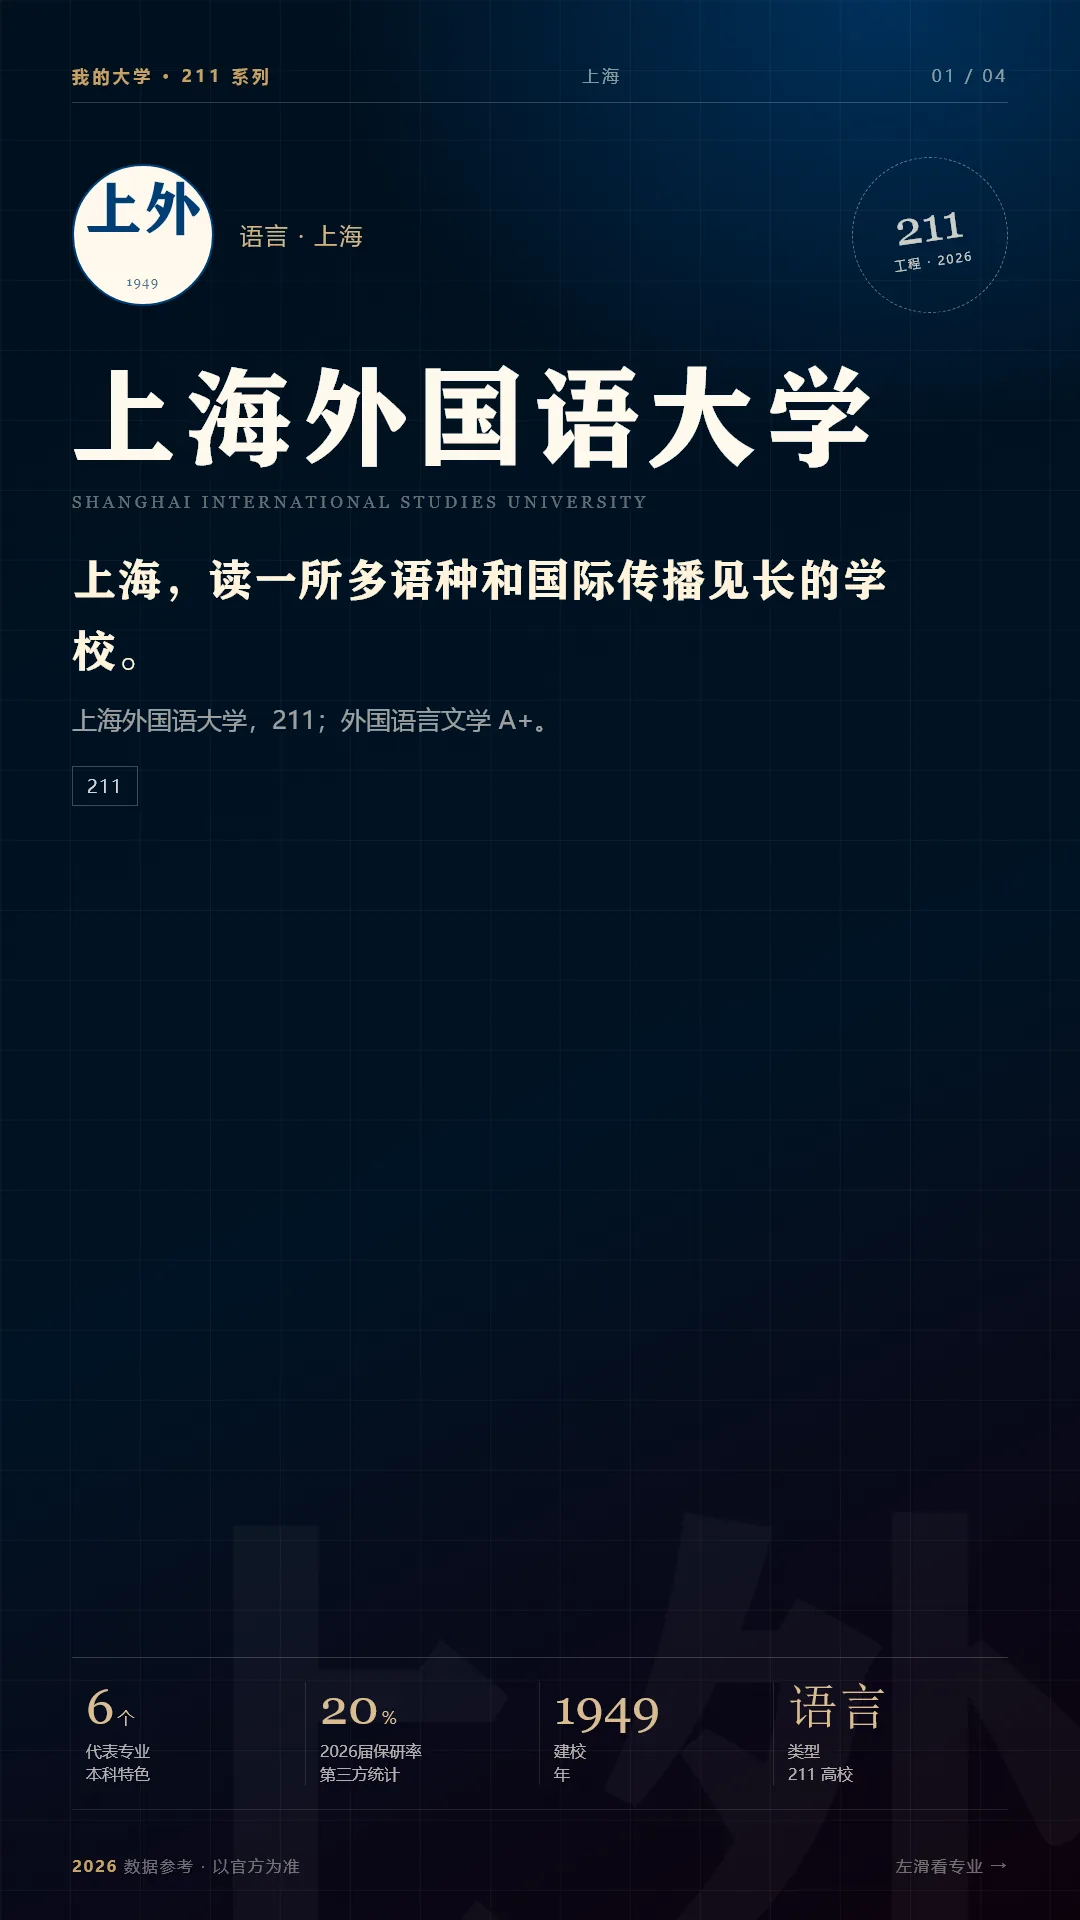 我的大学 · 211 系列
上海
01 / 04
上外
1949
语言 · 上海
211
工程 · 2026
上海外国语大学
SHANGHAI INTERNATIONAL STUDIES UNIVERSITY
上海，读一所多语种和国际传播见长的学
校。
上海外国语大学，211；外国语言文学 A+。
211
上外
6个
代表专业
本科特色
20%
2026届保研率
第三方统计
1949
建校
年
语言
类型
211 高校
2026 数据参考 · 以官方为准
左滑看专业 →